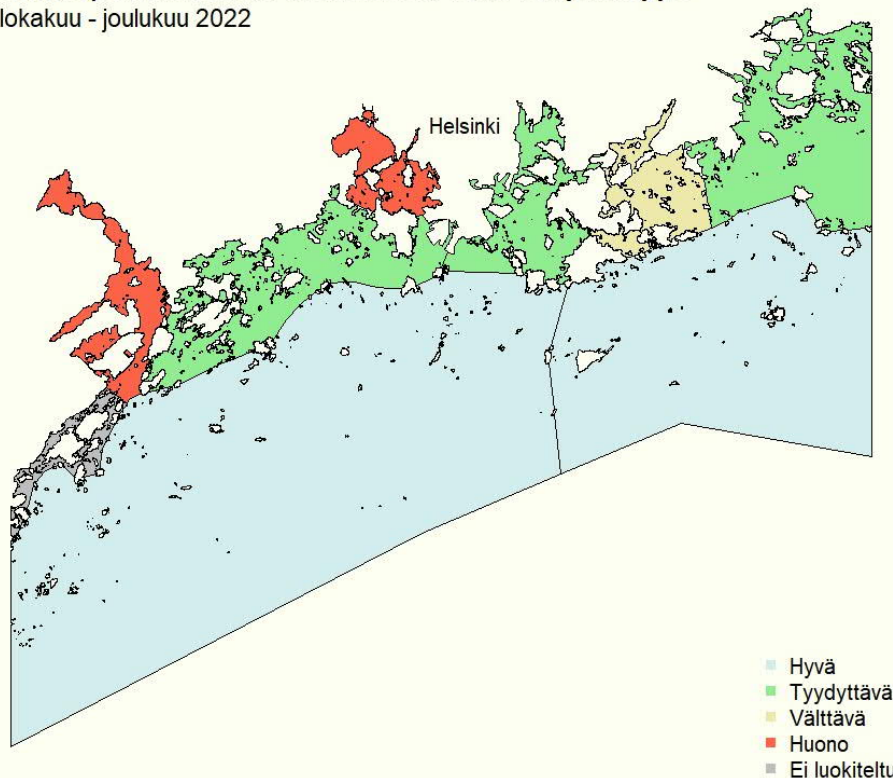 lokakuu - joulukuu 2022
Helsinki
Hyvä
Tyydyttävä
Välttävä
Huono
Ei luokiteltu